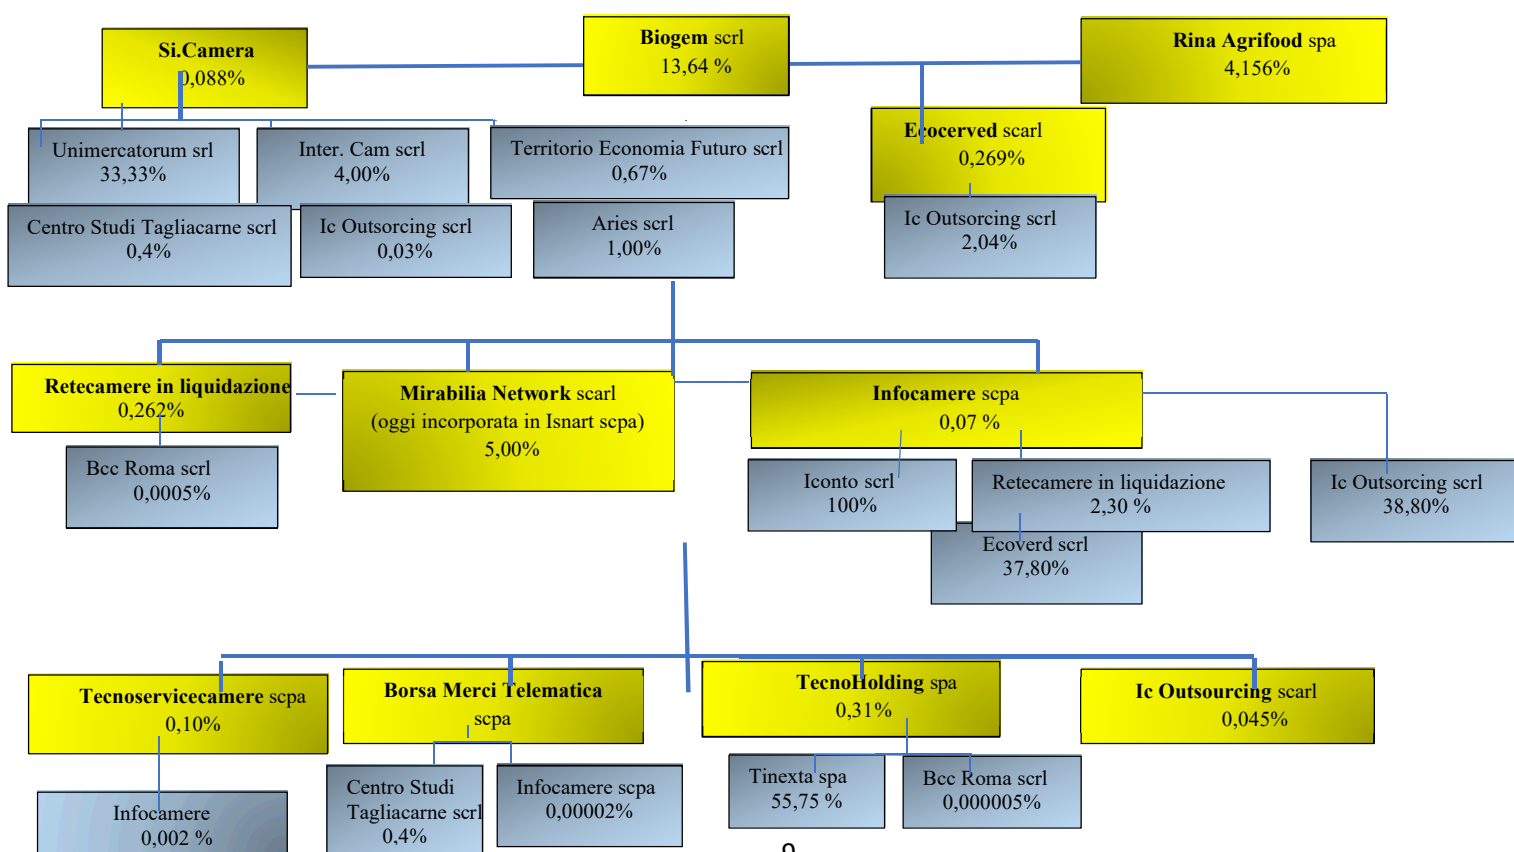 Si.Camera
0,088%
Biogem scrl
13,64 %
Rina Agrifood spa
4,156%
Ecocerved scarl
0,269%
Unimercatorum srl
33,33%
Inter. Cam scrl
4,00%
Territorio Economia Futuro scrl
0,67%
Centro Studi Tagliacarne scrl
0,4%
Ic Outsorcing scrl
0,03%
Aries scrl
1,00%
Ic Outsorcing scrl
2,04%
Retecamere in liquidazione
0,262%
Mirabilia Network scarl
(oggi incorporata in Isnart scpa)
5,00%
Infocamere scpa
0,07 %
Bcc Roma scrl
0,0005%
Iconto scrl
100%
Retecamere in liquidazione
2,30 %
Ic Outsorcing scrl
38,80%
Ecoverd scrl
37,80%
Tecnoservicecamere scpa
0,10%
Borsa Merci Telematica
scpa
TecnoHolding spa
0,31%
Ic Outsourcing scarl
0,045%
Infocamere
0,002 %
Centro Studi
Tagliacarne scrl
0,4%
Infocamere scpa
0,00002%
Tinexta spa
55,75 %
Bcc Roma scrl
0,000005%